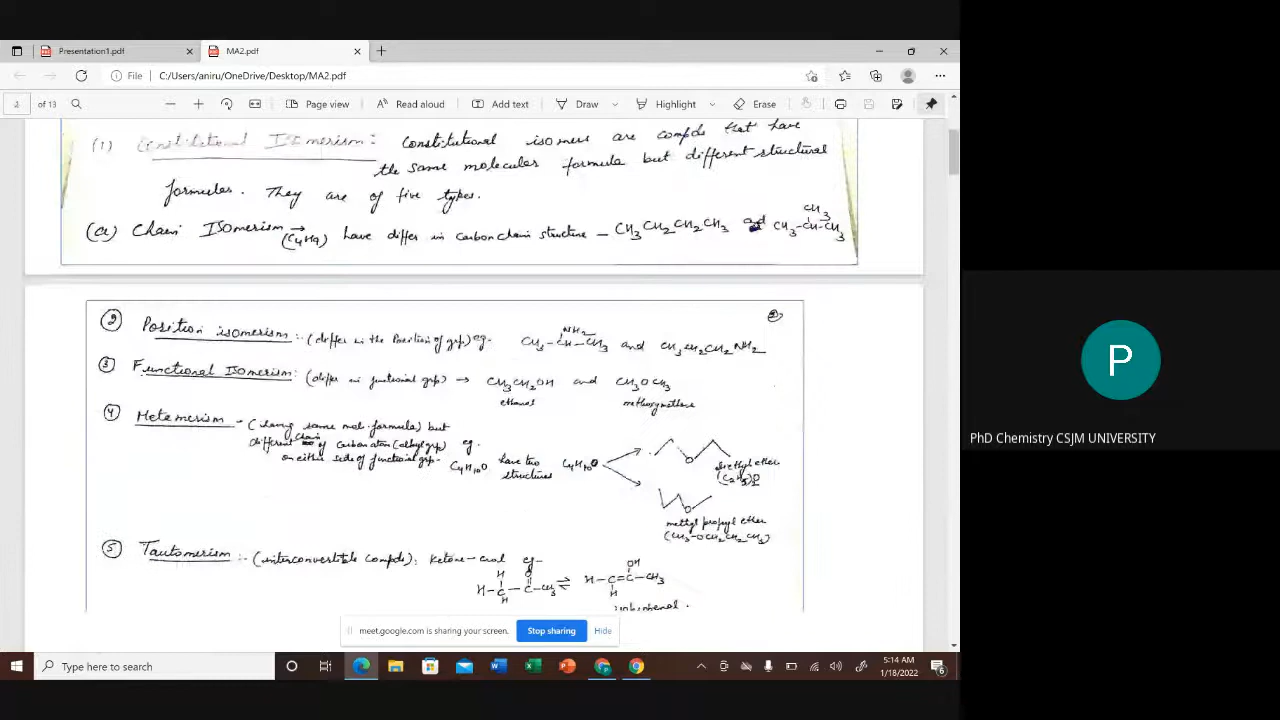 Presentation1.pdf
MA2.pdf
File
C:/Users/aniru/OneDrive/Desktop/MA2.pdf
of 13
Page view
Read aloud
Add text
Draw
Highlight
Erase
(1) Isomerism: Constitutional isomers are compds that have
the same molecular formula but different structural
formulas. They are of five types.
CH3
(a) Chain Isomerism → (C4H9) have differ in carbon chain structure – CH3CH2CH2CH3 and CH3-CH-CH3
②
NH2
② Position isomerism :- (differ in the Position of grp) eg- CH3-CH-CH3 and CH3CH2CH2NH2
③ Functional Isomerism : (differ in functional grp) → CH3CH2OH and CH3OCH3
ethanol methoxymethane
④ Metamerism - (having same mol. formula) but
different chain of carbon atom (alkyl grp) eg.
on either side of functional grp- C4H10O have two structures C4H10O
diethyl ether
(C2H5)2O
methyl propyl ether
(CH3-OCH2CH2CH3)
⑤ Tautomerism :- (interconvertible compds): Ketone-enol eg-
H O OH
H-C-C-CH3 ⇌ H-C=C-CH3
H H
meet.google.com is sharing your screen.
Stop sharing
Hide
P
PhD Chemistry CSJM UNIVERSITY
Type here to search
5:14 AM
1/18/2022
6